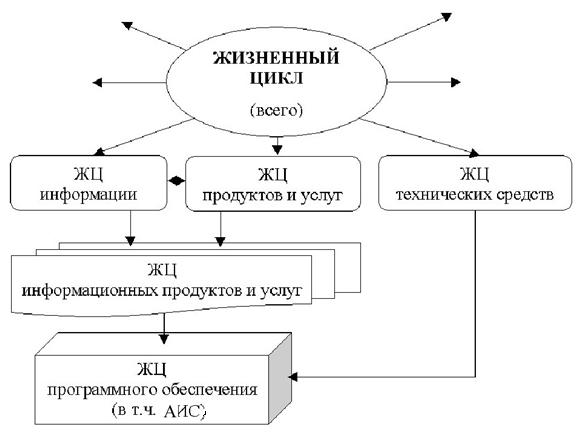 ЖИЗНЕННЫЙ
ЦИКЛ
(всего)
ЖЦ
информации
ЖЦ
продуктов и услуг
ЖЦ
технических средств
ЖЦ
информационных продуктов и услуг
ЖЦ
программного обеспечения
(в т.ч. АИС)